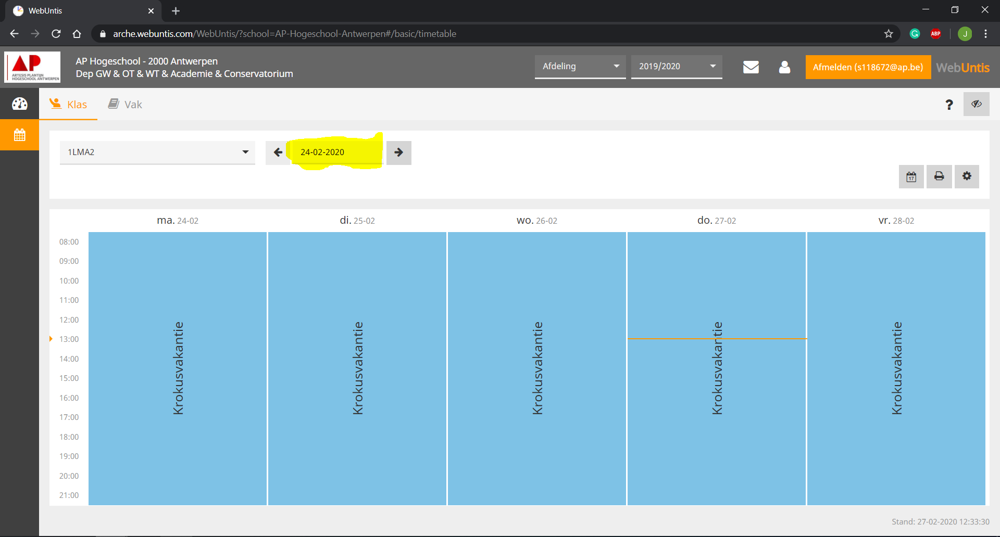 WebUntis
arche.webuntis.com/WebUntis/?school=AP-Hogeschool-Antwerpen#/basic/timetable
ABP
J
AP
ARTESIS PLANTIJN
HOGESCHOOL ANTWERPEN
AP Hogeschool - 2000 Antwerpen
Dep GW & OT & WT & Academie & Conservatorium
Afdeling
2019/2020
Afmelden (s118672@ap.be)
WebUntis
Klas
Vak
?
1LMA2
24-02-2020
17
ma. 24-02
di. 25-02
wo. 26-02
do. 27-02
vr. 28-02
08:00
09:00
10:00
11:00
12:00
13:00
14:00
15:00
16:00
17:00
18:00
19:00
20:00
21:00
Krokusvakantie
Krokusvakantie
Krokusvakantie
Krokusvakantie
Krokusvakantie
Stand: 27-02-2020 12:33:30